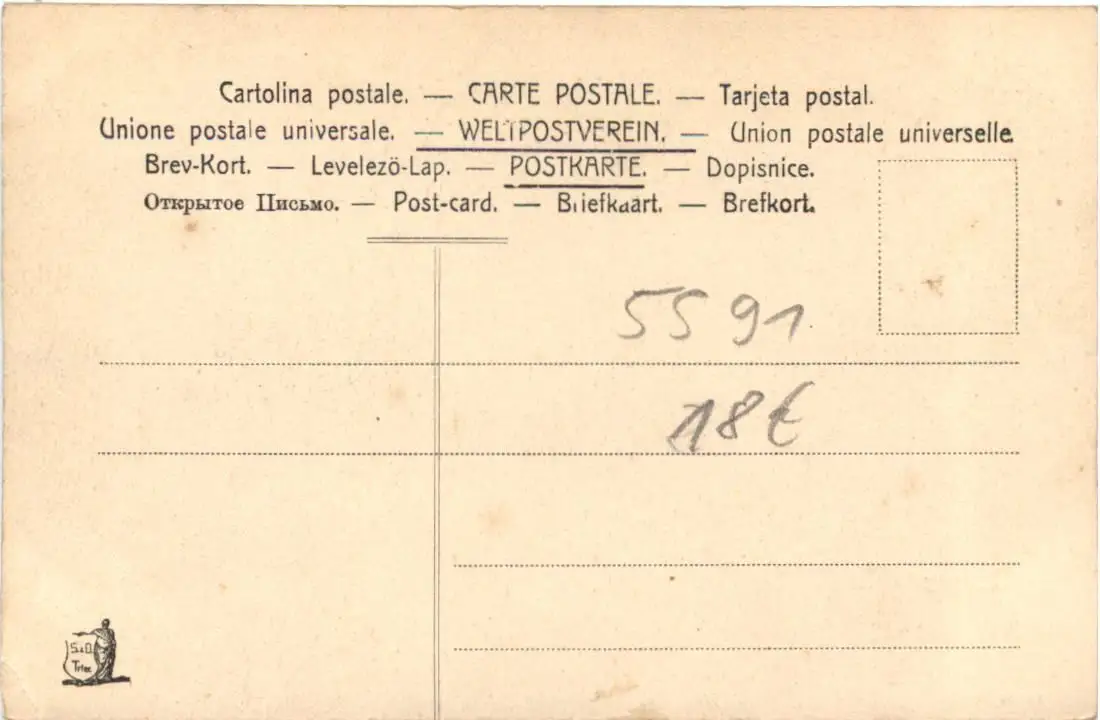 Cartolina postale. — CARTE POSTALE. — Tarjeta postal.
Unione postale universale. — WELTPOSTVEREIN. — Union postale universelle.
Brev-Kort. — Levelezö-Lap. — POSTKARTE. — Dopisnice.
Открытое Письмо. — Post-card. — Briefkaart. — Brefkort.
5591
18€
S.&D.